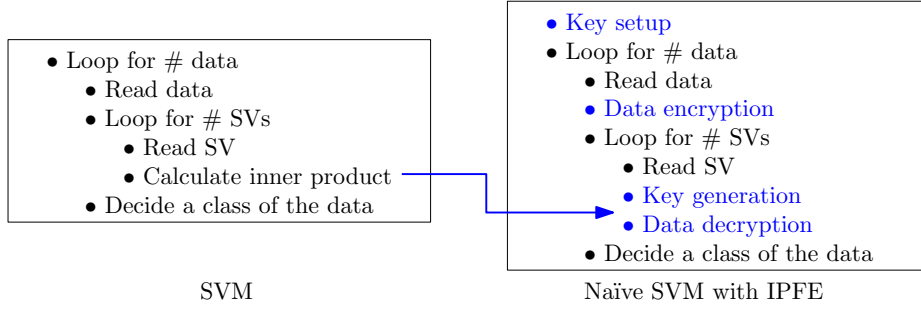 • Loop for # data
• Read data
• Loop for # SVs
• Read SV
• Calculate inner product
• Decide a class of the data
SVM
• Key setup
• Loop for # data
• Read data
• Data encryption
• Loop for # SVs
• Read SV
• Key generation
• Data decryption
• Decide a class of the data
Naïve SVM with IPFE